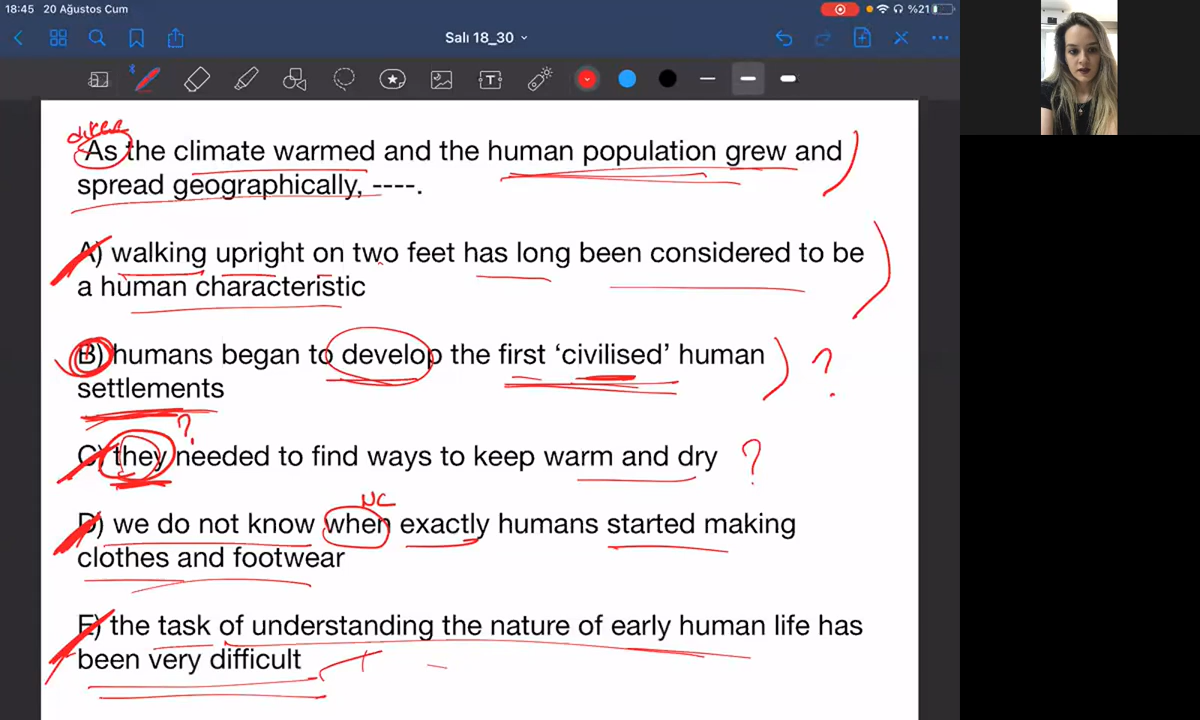 18:45 20 Ağustos Cum %21
Salı 18_30
As the climate warmed and the human population grew and
spread geographically, ----.
A) walking upright on two feet has long been considered to be
a human characteristic
B) humans began to develop the first ‘civilised’ human
settlements
?
?
C) they needed to find ways to keep warm and dry
?
NC
D) we do not know when exactly humans started making
clothes and footwear
E) the task of understanding the nature of early human life has
been very difficult